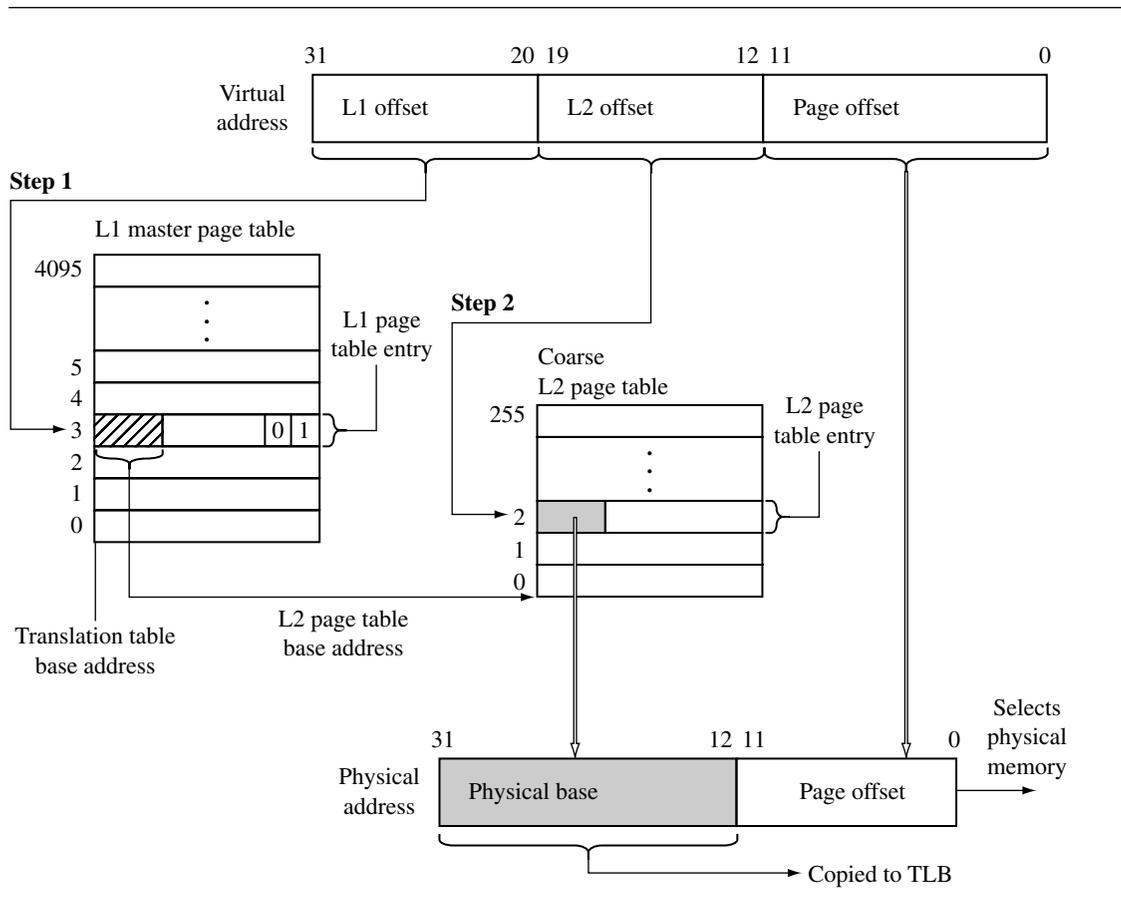 31 20 19 12 11 0
Virtual
address
L1 offset
L2 offset
Page offset
Step 1
L1 master page table
4095
5
4
3
0 1
2
1
0
L1 page
table entry
Translation table
base address
L2 page table
base address
Step 2
Coarse
L2 page table
255
2
1
0
L2 page
table entry
31 12 11 0
Physical
address
Physical base
Page offset
Selects
physical
memory
Copied to TLB